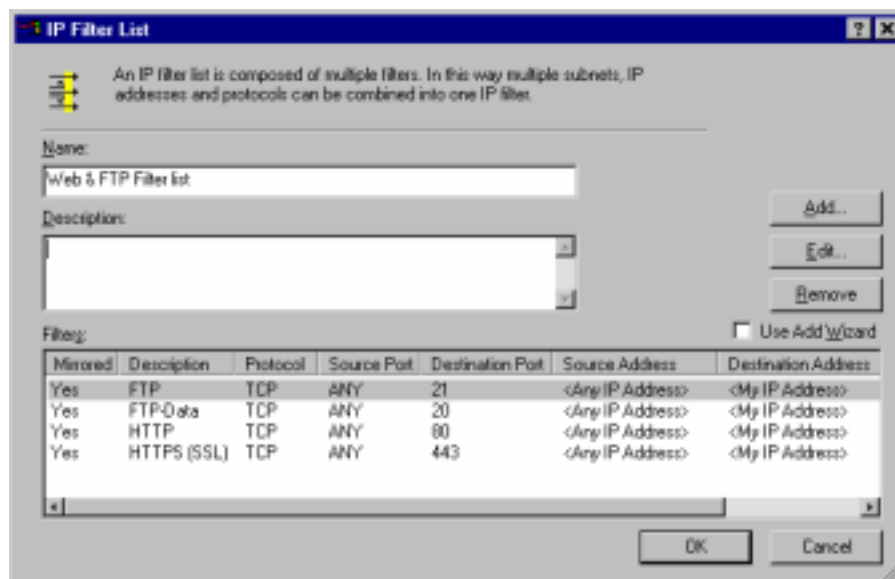 IP Filter List
An IP filter list is composed of multiple filters. In this way multiple subnets, IP
addresses and protocols can be combined into one IP filter.
Name:
Web & FTP Filter list
Add...
Description:
Edit...
Remove
Filters:
Use Add Wizard
Mirrored Description Protocol Source Port Destination Port Source Address Destination Address
Yes FTP TCP ANY 21 <Any IP Address> <My IP Address>
Yes FTP-Data TCP ANY 20 <Any IP Address> <My IP Address>
Yes HTTP TCP ANY 80 <Any IP Address> <My IP Address>
Yes HTTPS (SSL) TCP ANY 443 <Any IP Address> <My IP Address>
OK Cancel